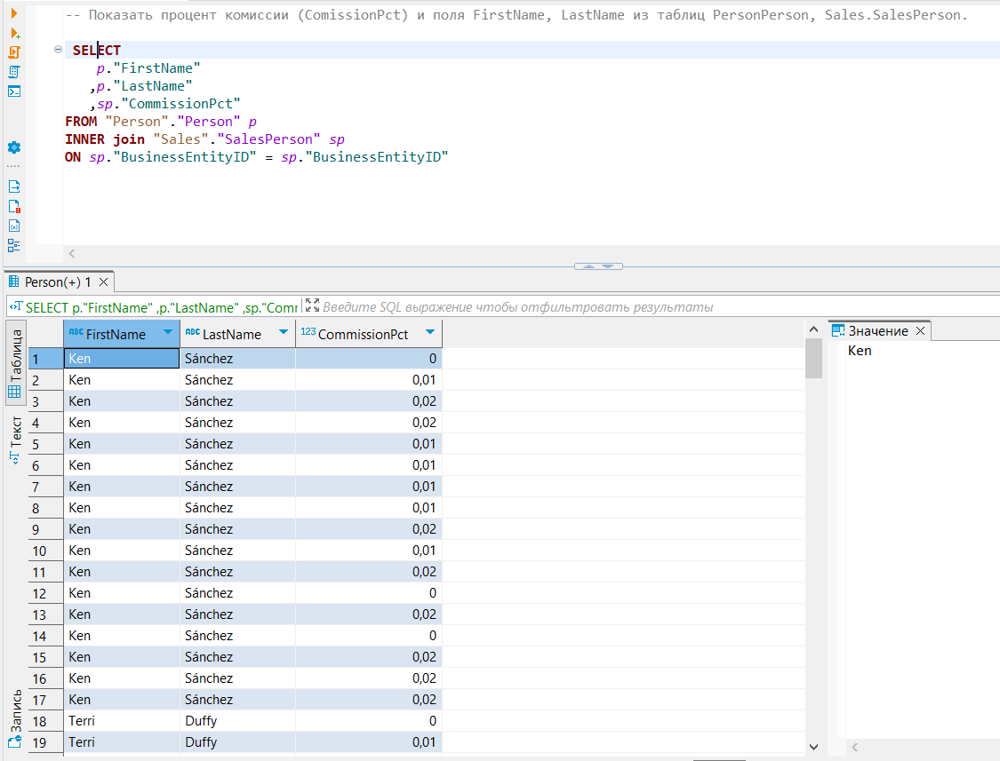 -- Показать процент комиссии (ComissionPct) и поля FirstName, LastName из таблиц PersonPerson, Sales.SalesPerson.
SELECT
p."FirstName"
,p."LastName"
,sp."CommissionPct"
FROM "Person"."Person" p
INNER join "Sales"."SalesPerson" sp
ON sp."BusinessEntityID" = sp."BusinessEntityID"
Person(+) 1
SELECT p."FirstName" ,p."LastName" ,sp."Comr Введите SQL выражение чтобы отфильтровать результаты
Таблица
Текст
Запись
ABC FirstName ABC LastName 123 CommissionPct
1 Ken Sánchez 0
2 Ken Sánchez 0,01
3 Ken Sánchez 0,02
4 Ken Sánchez 0,02
5 Ken Sánchez 0,01
6 Ken Sánchez 0,01
7 Ken Sánchez 0,01
8 Ken Sánchez 0,01
9 Ken Sánchez 0,02
10 Ken Sánchez 0,01
11 Ken Sánchez 0,02
12 Ken Sánchez 0
13 Ken Sánchez 0,02
14 Ken Sánchez 0
15 Ken Sánchez 0,02
16 Ken Sánchez 0,02
17 Ken Sánchez 0,02
18 Terri Duffy 0
19 Terri Duffy 0,01
Значение
Ken